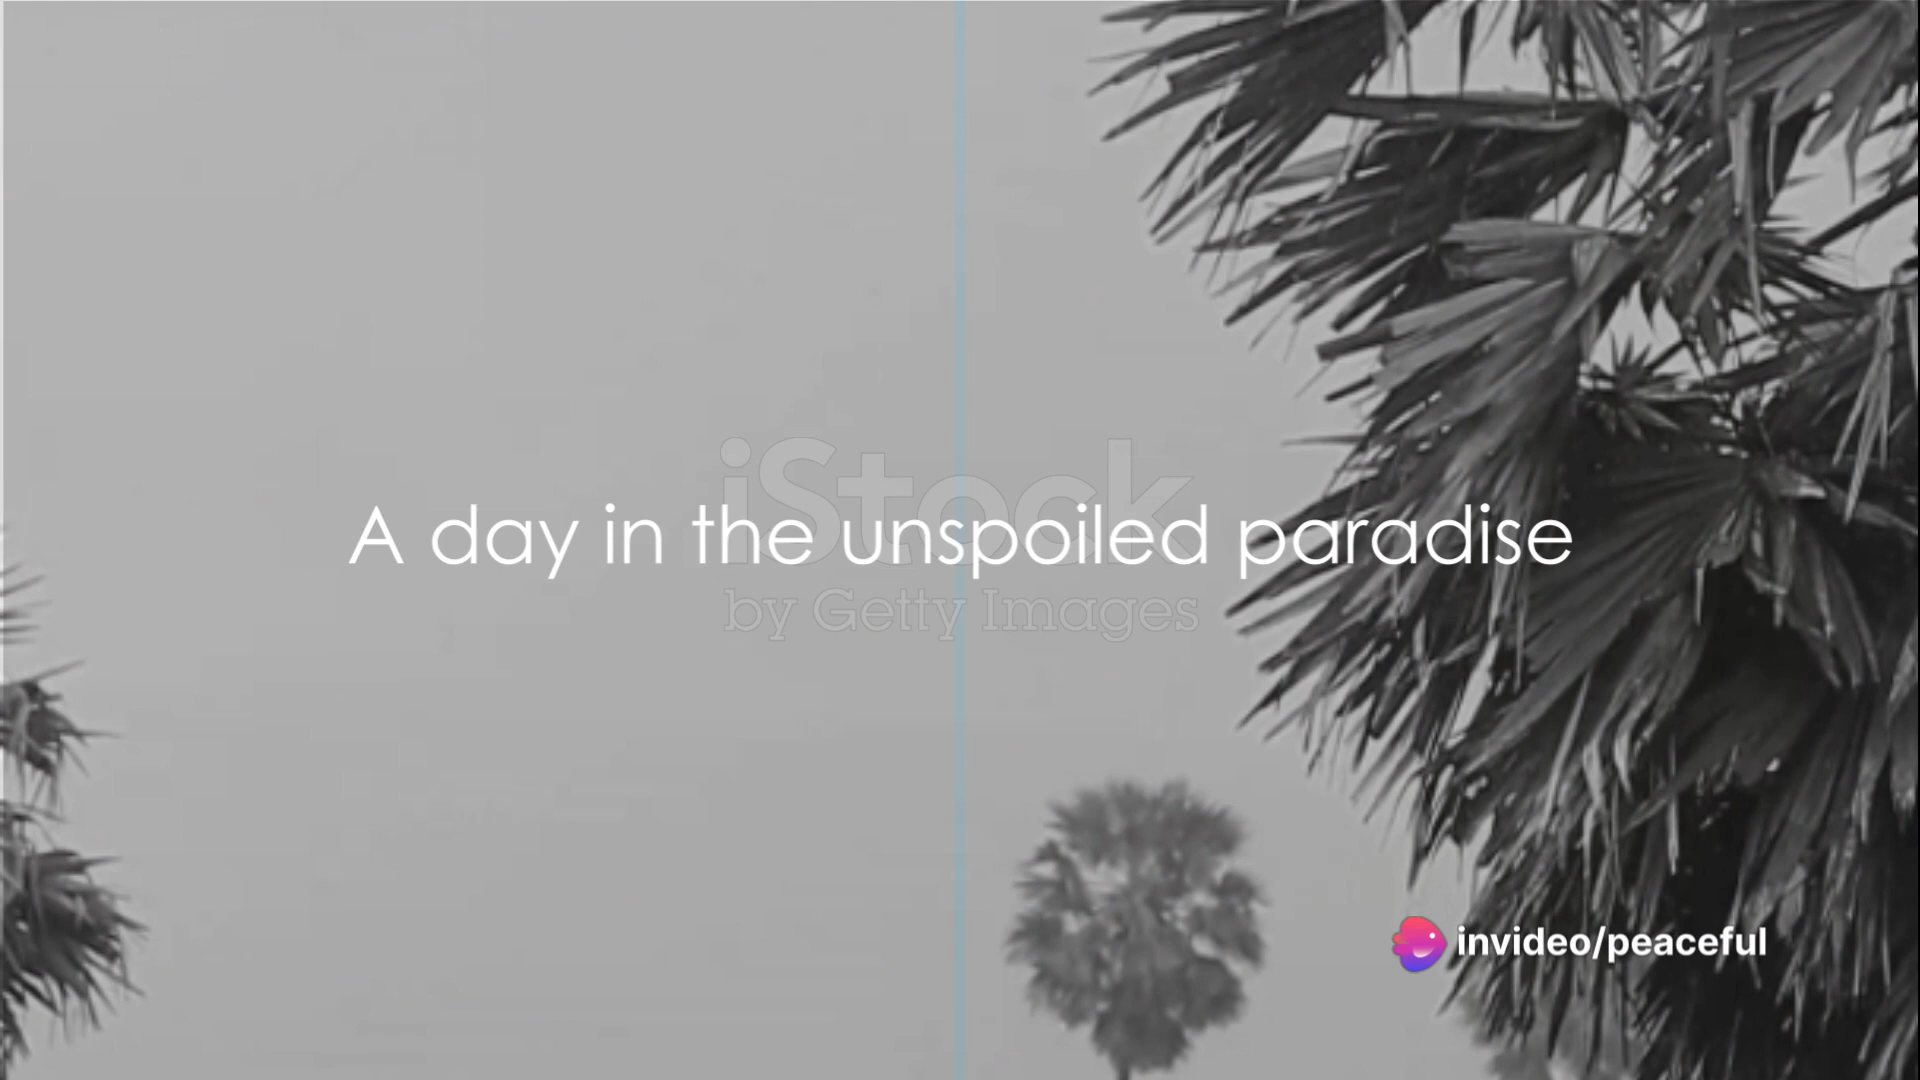 iStock
A day in the unspoiled paradise
by Getty Images
invideo/peaceful